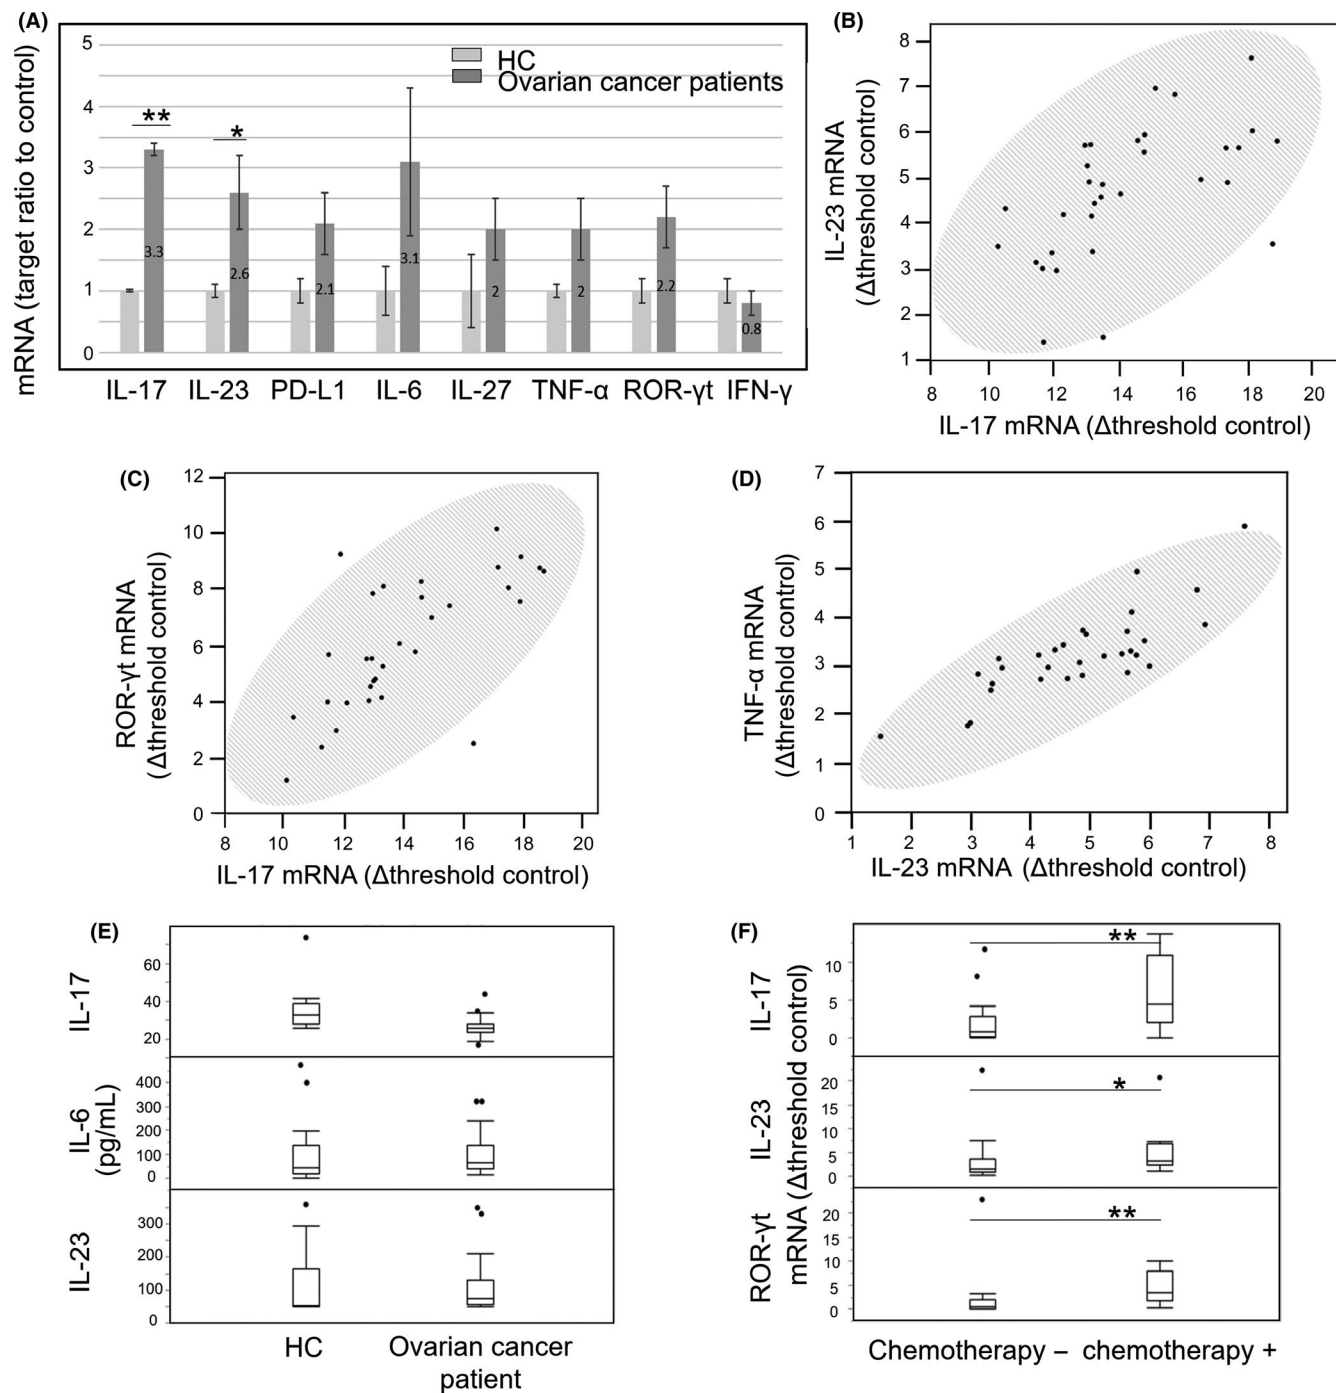 (A)
mRNA (target ratio to control)
5
4
3
2
1
0
HC
Ovarian cancer patients
**
*
3.3
2.6
2.1
3.1
2
2
2.2
0.8
IL-17 IL-23 PD-L1 IL-6 IL-27 TNF-α ROR-γt IFN-γ
(B)
IL-23 mRNA
(Δthreshold control)
8
7
6
5
4
3
2
1
8 10 12 14 16 18 20
IL-17 mRNA (Δthreshold control)
(C)
ROR-γt mRNA
(Δthreshold control)
12
10
8
6
4
2
0
8 10 12 14 16 18 20
IL-17 mRNA (Δthreshold control)
(D)
TNF-α mRNA
(Δthreshold control)
7
6
5
4
3
2
1
0
1 2 3 4 5 6 7 8
IL-23 mRNA (Δthreshold control)
(E)
IL-17
60
40
20
IL-6
(pg/mL)
400
300
200
100
0
IL-23
300
200
100
0
HC
Ovarian cancer
patient
(F)
mRNA (Δthreshold control)
IL-17
10
5
0
**
IL-23
20
15
10
5
0
*
ROR-γt
20
15
10
5
0
**
Chemotherapy – chemotherapy +